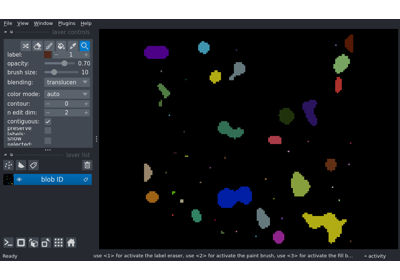 File View Window Plugins Help
layer controls
label: 1
opacity: 0.70
brush size: 10
blending: translucen
color mode: auto
contour: 0
n edit dim: 2
contiguous:
preserve labels:
show selected:
layer list
blob ID
Ready use <1> for activate the label eraser, use <2> for activate the paint brush, use <3> for activate the fill b... activity